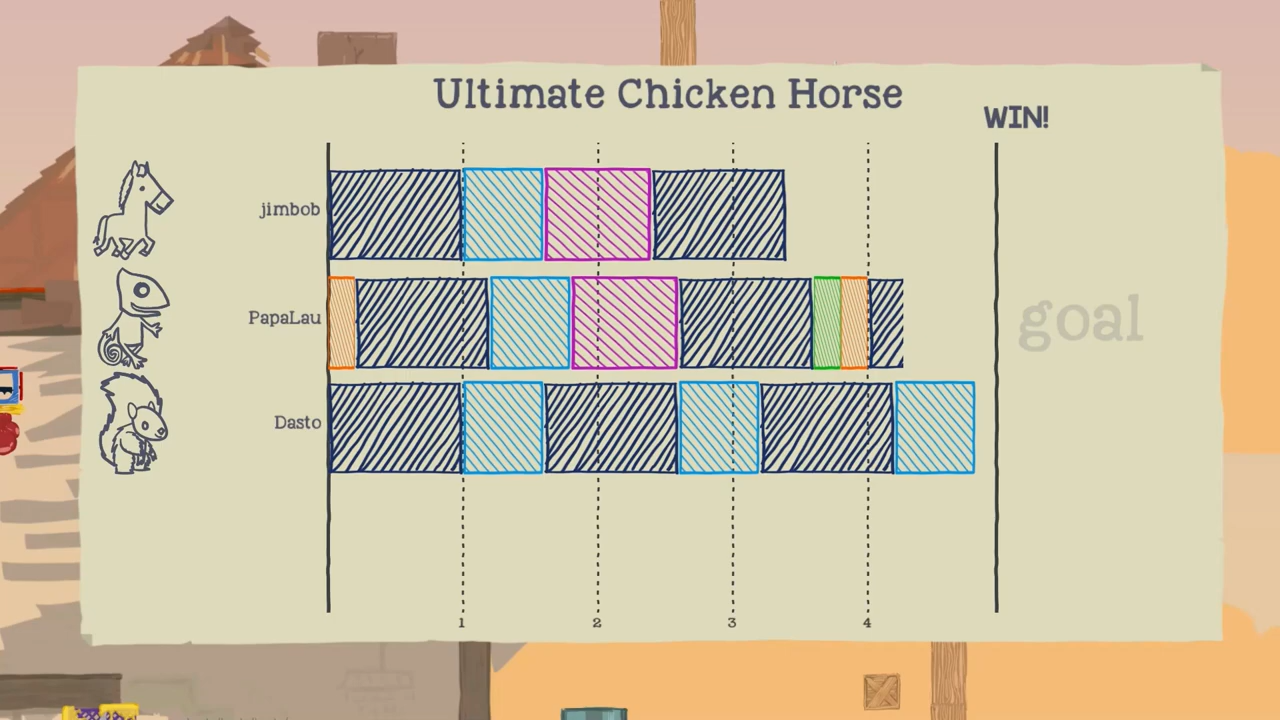 Ultimate Chicken Horse
WIN!
jimbob
PapaLau
goal
Dasto
1 2 3 4